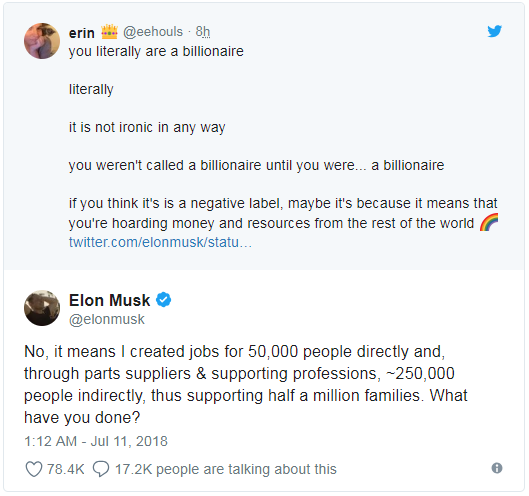 erin 👑 @eehouls · 8h
you literally are a billionaire
literally
it is not ironic in any way
you weren't called a billionaire until you were... a billionaire
if you think it's is a negative label, maybe it's because it means that
you're hoarding money and resources from the rest of the world 🌈
twitter.com/elonmusk/statu...
Elon Musk
@elonmusk
No, it means I created jobs for 50,000 people directly and,
through parts suppliers & supporting professions, ~250,000
people indirectly, thus supporting half a million families. What
have you done?
1:12 AM - Jul 11, 2018
78.4K 17.2K people are talking about this